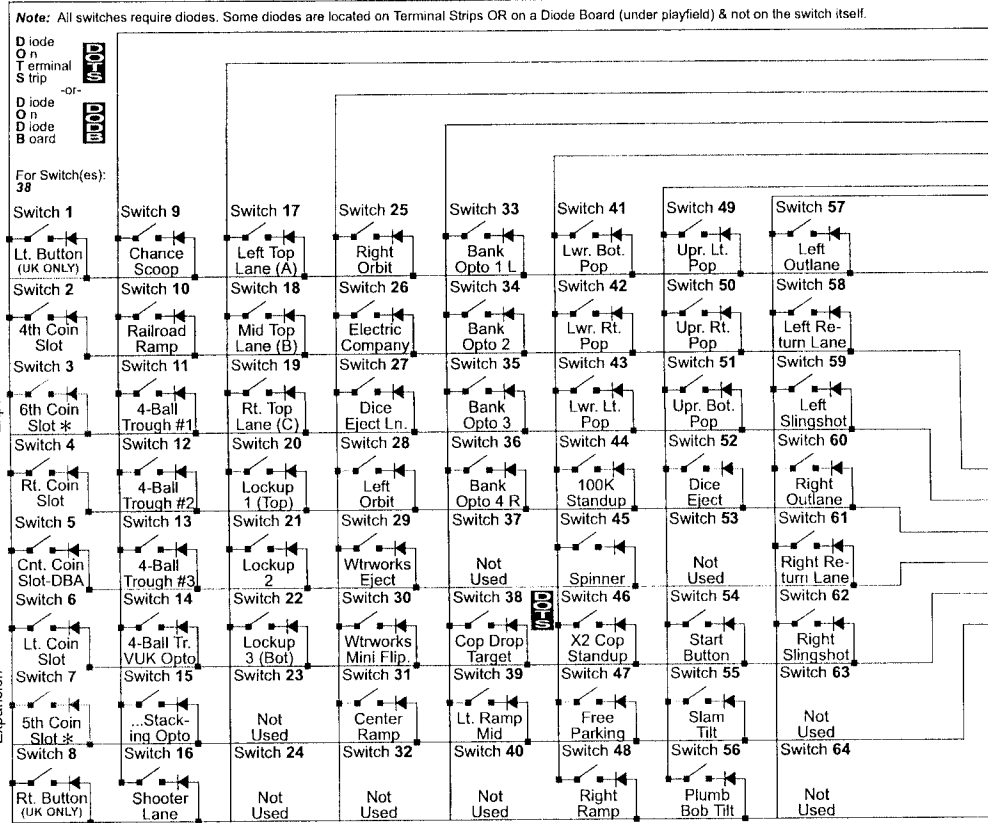 Note: All switches require diodes. Some diodes are located on Terminal Strips OR on a Diode Board (under playfield) & not on the switch itself.
Diode
On
Terminal
Strip
DOTS
-or-
Diode
On
Diode
Board
DODB
For Switch(es):
38
Switch 1 Switch 9 Switch 17 Switch 25 Switch 33 Switch 41 Switch 49 Switch 57
Lt. Button Chance Left Top Right Bank Lwr. Bot. Upr. Lt. Left
(UK ONLY) Scoop Lane (A) Orbit Opto 1 L Pop Pop Outlane
Switch 2 Switch 10 Switch 18 Switch 26 Switch 34 Switch 42 Switch 50 Switch 58
4th Coin Railroad Mid Top Electric Bank Lwr. Rt. Upr. Rt. Left Re-
Slot Ramp Lane (B) Company Opto 2 Pop Pop turn Lane
Switch 3 Switch 11 Switch 19 Switch 27 Switch 35 Switch 43 Switch 51 Switch 59
6th Coin 4-Ball Rt. Top Dice Bank Lwr. Lt. Upr. Bot. Left
Slot * Trough #1 Lane (C) Eject Ln. Opto 3 Pop Pop Slingshot
Switch 4 Switch 12 Switch 20 Switch 28 Switch 36 Switch 44 Switch 52 Switch 60
Rt. Coin 4-Ball Lockup Left Bank 100K Dice Right
Slot Trough #2 1 (Top) Orbit Opto 4 R Standup Eject Outlane
Switch 5 Switch 13 Switch 21 Switch 29 Switch 37 Switch 45 Switch 53 Switch 61
Cnt. Coin 4-Ball Lockup Wtrworks Not Spinner Not Right Re-
Slot-DBA Trough #3 2 Eject Used Used turn Lane
Switch 6 Switch 14 Switch 22 Switch 30 Switch 38 DOTS Switch 46 Switch 54 Switch 62
Lt. Coin 4-Ball Tr. Lockup Wtrworks Cop Drop X2 Cop Start Right
Slot VUK Opto 3 (Bot) Mini Flip. Target Standup Button Slingshot
Switch 7 Switch 15 Switch 23 Switch 31 Switch 39 Switch 47 Switch 55 Switch 63
5th Coin ...Stack- Not Center Lt. Ramp Free Slam Not
Slot * ing Opto Used Ramp Mid Parking Tilt Used
Switch 8 Switch 16 Switch 24 Switch 32 Switch 40 Switch 48 Switch 56 Switch 64
Rt. Button Shooter Not Not Not Right Plumb Not
(UK ONLY) Lane Used Used Used Ramp Bob Tilt Used